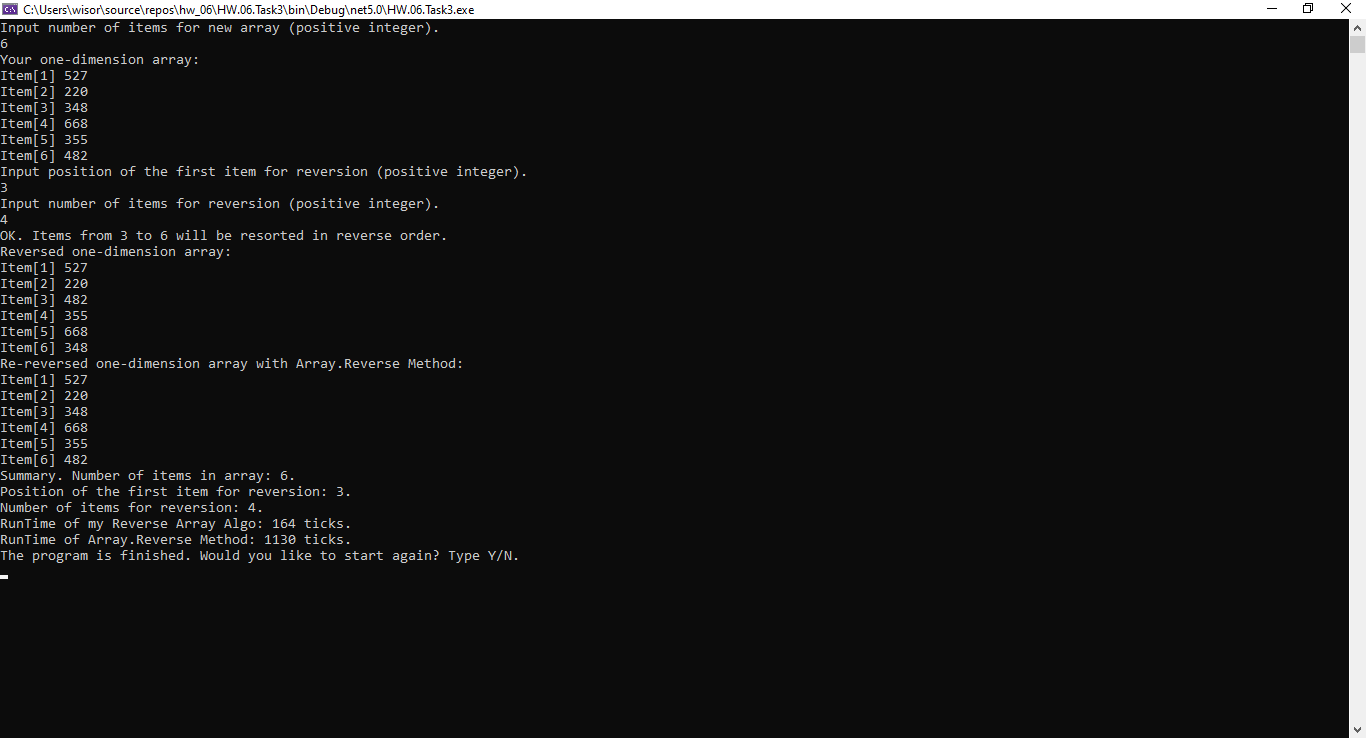 C:\Users\wisor\source\repos\hw_06\HW.06.Task3\bin\Debug\net5.0\HW.06.Task3.exe
Input number of items for new array (positive integer).
6
Your one-dimension array:
Item[1] 527
Item[2] 220
Item[3] 348
Item[4] 668
Item[5] 355
Item[6] 482
Input position of the first item for reversion (positive integer).
3
Input number of items for reversion (positive integer).
4
OK. Items from 3 to 6 will be resorted in reverse order.
Reversed one-dimension array:
Item[1] 527
Item[2] 220
Item[3] 482
Item[4] 355
Item[5] 668
Item[6] 348
Re-reversed one-dimension array with Array.Reverse Method:
Item[1] 527
Item[2] 220
Item[3] 348
Item[4] 668
Item[5] 355
Item[6] 482
Summary. Number of items in array: 6.
Position of the first item for reversion: 3.
Number of items for reversion: 4.
RunTime of my Reverse Array Algo: 164 ticks.
RunTime of Array.Reverse Method: 1130 ticks.
The program is finished. Would you like to start again? Type Y/N.